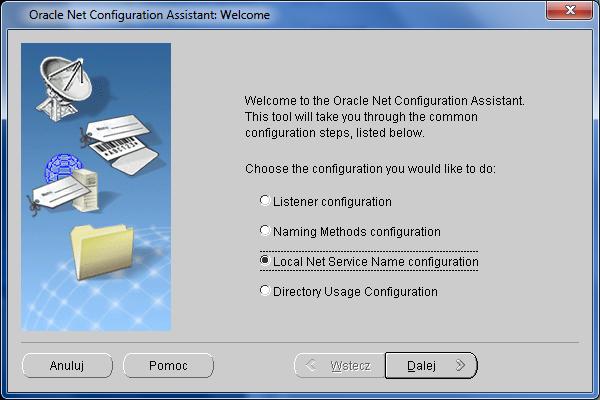 Oracle Net Configuration Assistant: Welcome
Welcome to the Oracle Net Configuration Assistant.
This tool will take you through the common
configuration steps, listed below.
Choose the configuration you would like to do:
Listener configuration
Naming Methods configuration
Local Net Service Name configuration
Directory Usage Configuration
Anuluj
Pomoc
Wstecz
Dalej